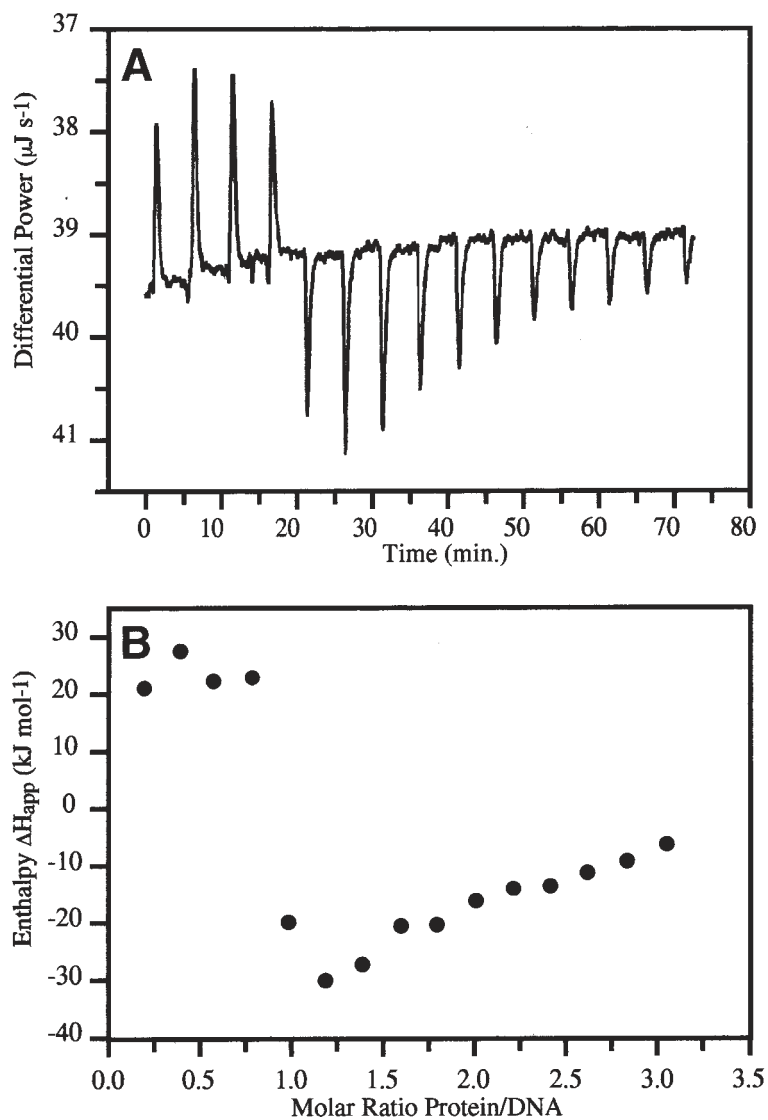 A
37
38
39
40
41
Differential Power (µJ s-1)
0 10 20 30 40 50 60 70 80
Time (min.)
B
30
20
10
0
-10
-20
-30
-40
Enthalpy ΔHapp (kJ mol-1)
0.0 0.5 1.0 1.5 2.0 2.5 3.0 3.5
Molar Ratio Protein/DNA